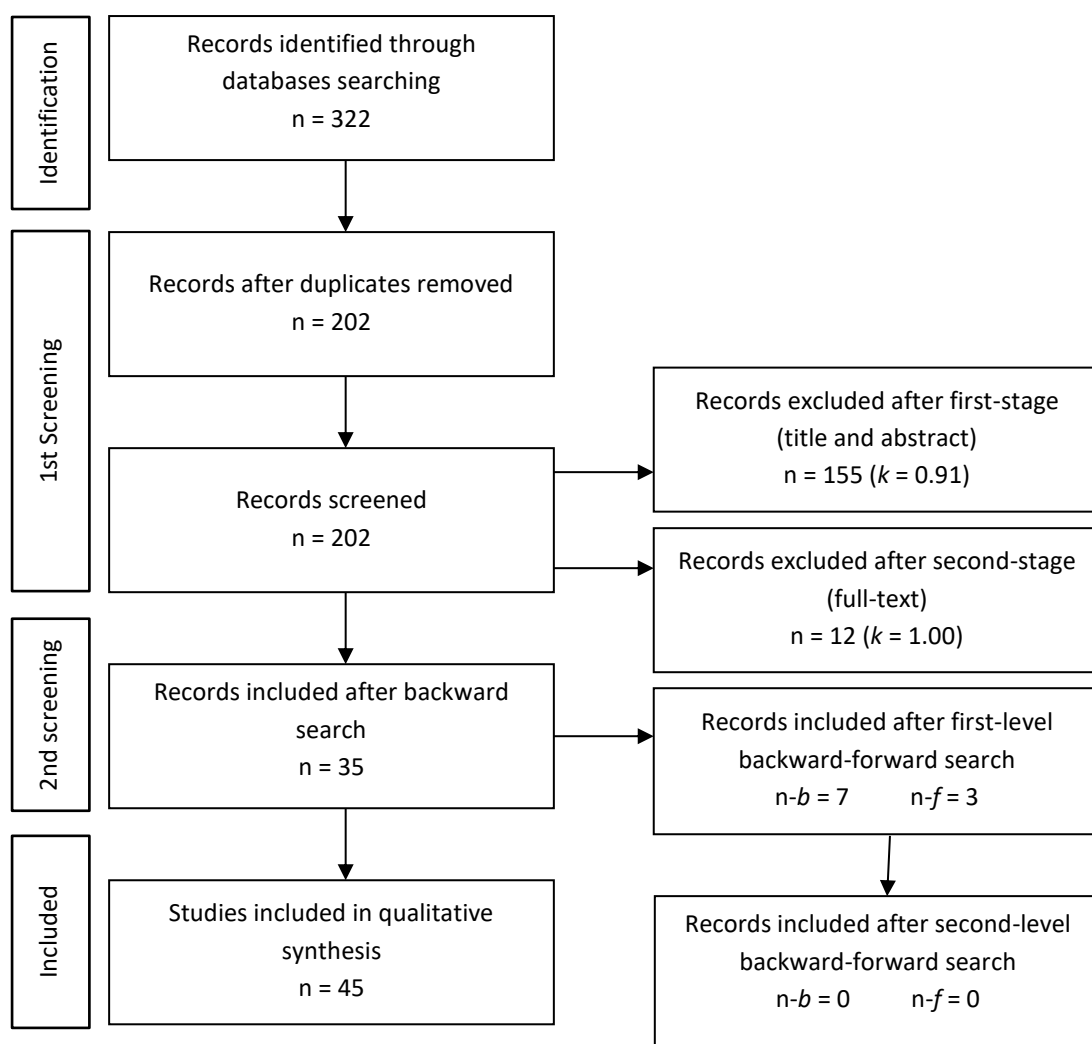 Identification
Records identified through
databases searching
n = 322
1st Screening
Records after duplicates removed
n = 202
Records screened
n = 202
Records excluded after first-stage
(title and abstract)
n = 155 (k = 0.91)
Records excluded after second-stage
(full-text)
n = 12 (k = 1.00)
2nd screening
Records included after backward
search
n = 35
Records included after first-level
backward-forward search
n-b = 7 n-f = 3
Included
Studies included in qualitative
synthesis
n = 45
Records included after second-level
backward-forward search
n-b = 0 n-f = 0